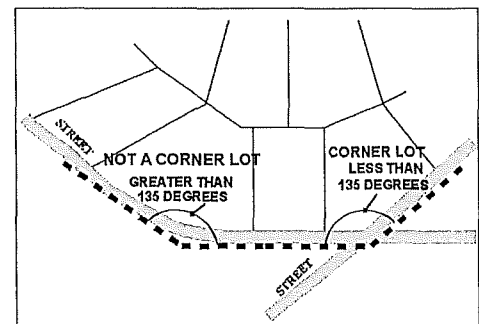 STREET
NOT A CORNER LOT
GREATER THAN
135 DEGREES
CORNER LOT
LESS THAN
135 DEGREES
STREET